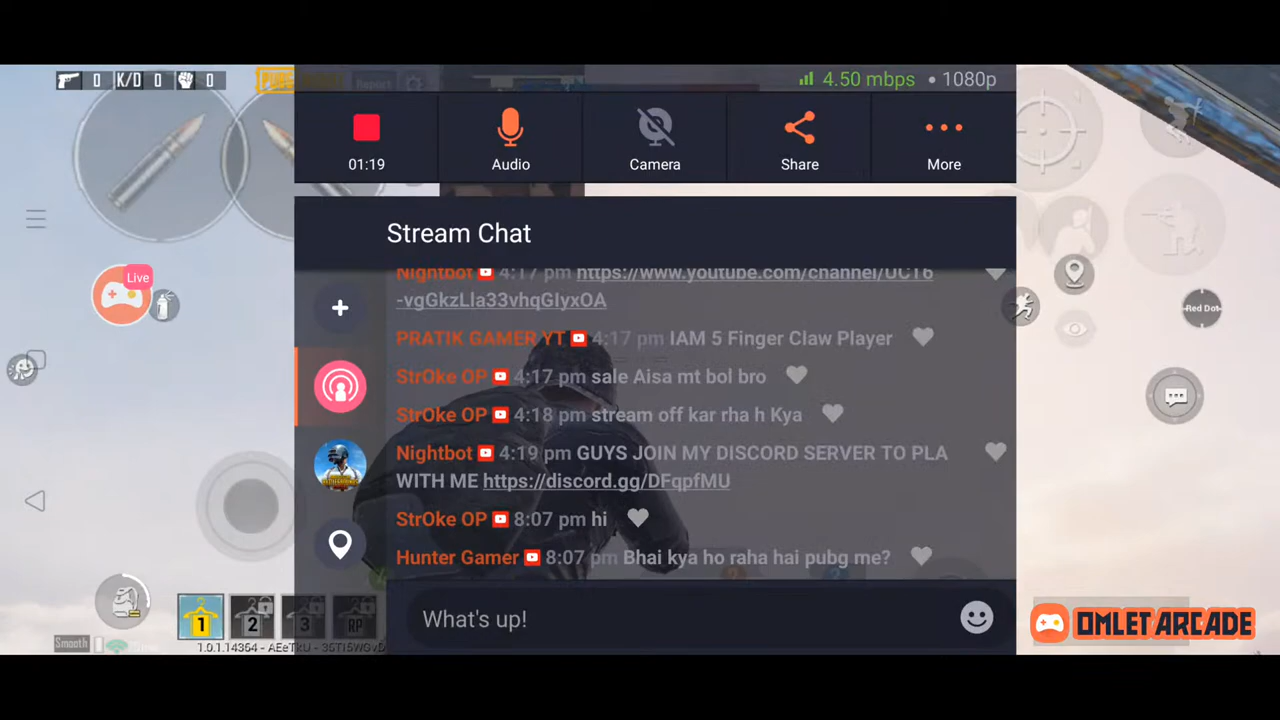 0 K/D 0 0
Report
4.50 mbps • 1080p
01:19
Audio
Camera
Share
More
Live
Stream Chat
Nightbot 4:17 pm https://www.youtube.com/channel/UCT6
-vgGkzLla33vhqGIyxOA
PRATIK GAMER YT 4:17 pm IAM 5 Finger Claw Player
StrOke OP 4:17 pm sale Aisa mt bol bro
StrOke OP 4:18 pm stream off kar rha h Kya
Nightbot 4:19 pm GUYS JOIN MY DISCORD SERVER TO PLA
WITH ME https://discord.gg/DFqpfMU
StrOke OP 8:07 pm hi
Hunter Gamer 8:07 pm Bhai kya ho raha hai pubg me?
Red Dot
What's up!
1 2 3 RP
Smooth
OMLET ARCADE